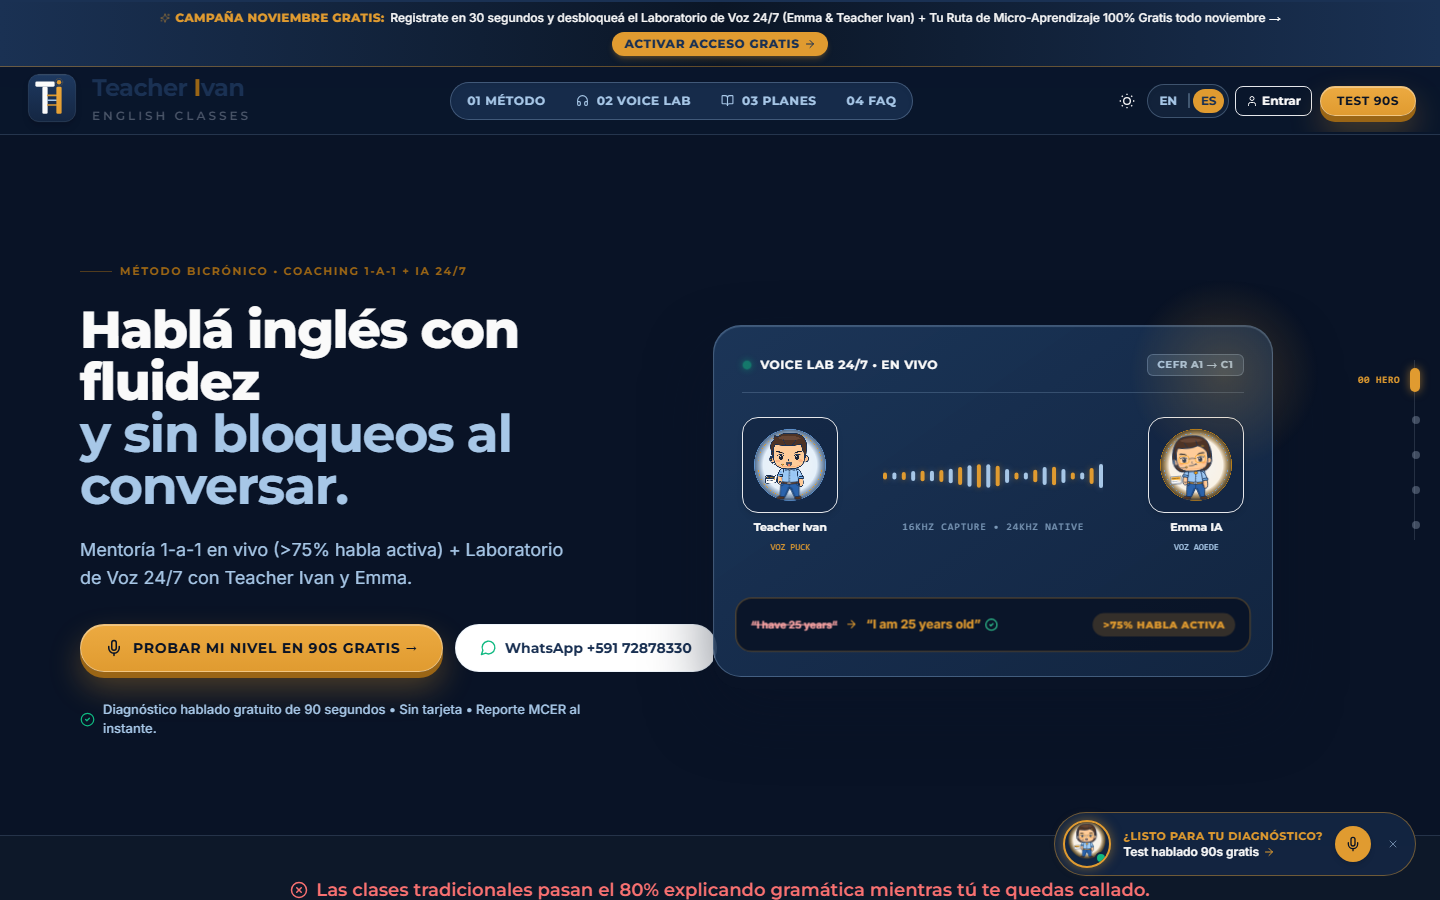 CAMPAÑA NOVIEMBRE GRATIS: Registrate en 30 segundos y desbloqueá el Laboratorio de Voz 24/7 (Emma & Teacher Ivan) + Tu Ruta de Micro-Aprendizaje 100% Gratis todo noviembre →
ACTIVAR ACCESO GRATIS →
Ti
Teacher Ivan
ENGLISH CLASSES
01 MÉTODO
02 VOICE LAB
03 PLANES
04 FAQ
EN | ES
Entrar
TEST 90S
MÉTODO BICRÓNICO • COACHING 1-A-1 + IA 24/7
Hablá inglés con
fluidez
y sin bloqueos al
conversar.
Mentoría 1-a-1 en vivo (>75% habla activa) + Laboratorio
de Voz 24/7 con Teacher Ivan y Emma.
PROBAR MI NIVEL EN 90S GRATIS →
WhatsApp +591 72878330
Diagnóstico hablado gratuito de 90 segundos • Sin tarjeta • Reporte MCER al
instante.
VOICE LAB 24/7 • EN VIVO
CEFR A1 → C1
Teacher Ivan
VOZ PUCK
16KHZ CAPTURE • 24KHZ NATIVE
Emma IA
VOZ AOEDE
"I have 25 years" → "I am 25 years old"
>75% HABLA ACTIVA
00 HERO
¿LISTO PARA TU DIAGNÓSTICO?
Test hablado 90s gratis →
Las clases tradicionales pasan el 80% explicando gramática mientras tú te quedas callado.